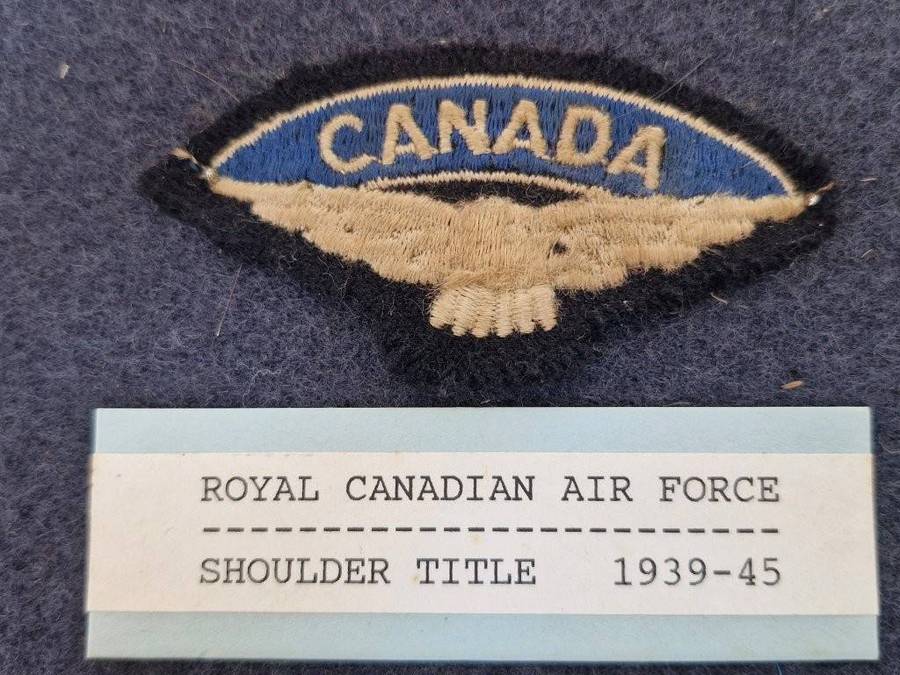 CANADA
ROYAL CANADIAN AIR FORCE
------------------------
SHOULDER TITLE 1939-45